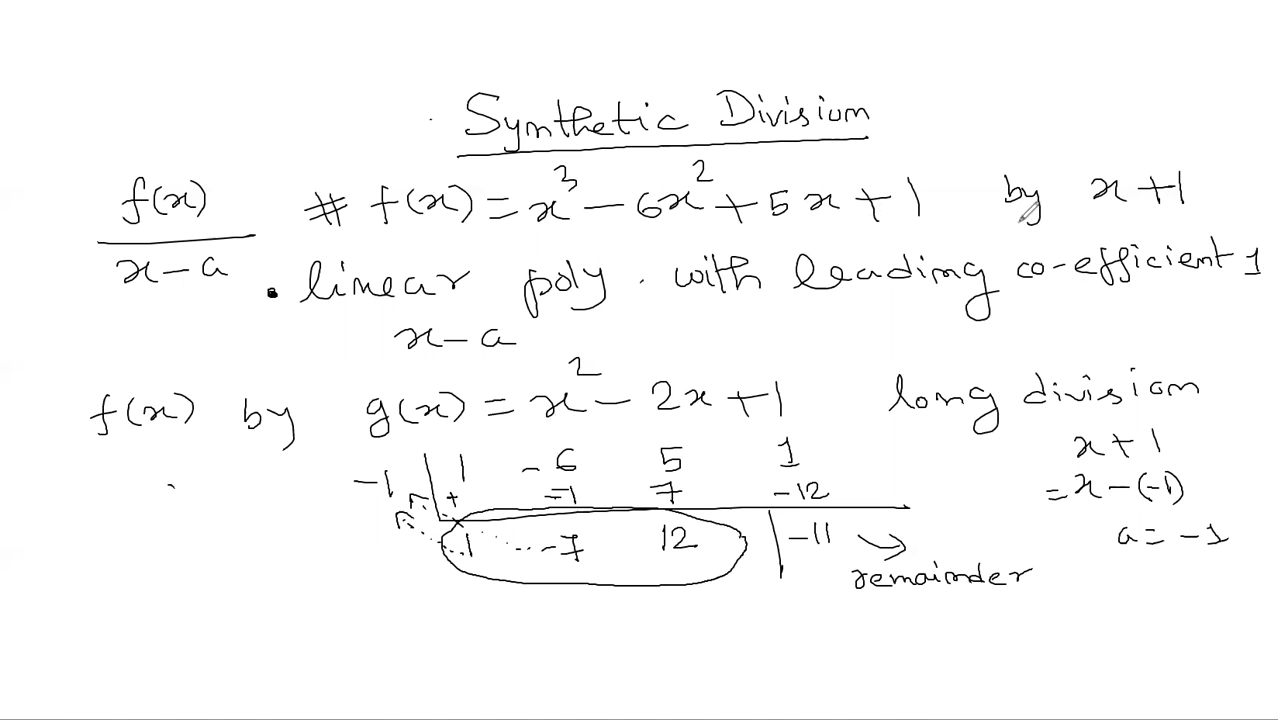 Synthetic Division
f(x) # f(x) = x³ - 6x² + 5x + 1 by x + 1
x - a . linear poly. with leading co-efficient 1
x - a
f(x) by g(x) = x² - 2x + 1 long division
x + 1
-1 | 1 -6 5 1
+ -1 7 -12
= x - (-1)
1 -7 12 | -11 →
a = -1
remainder